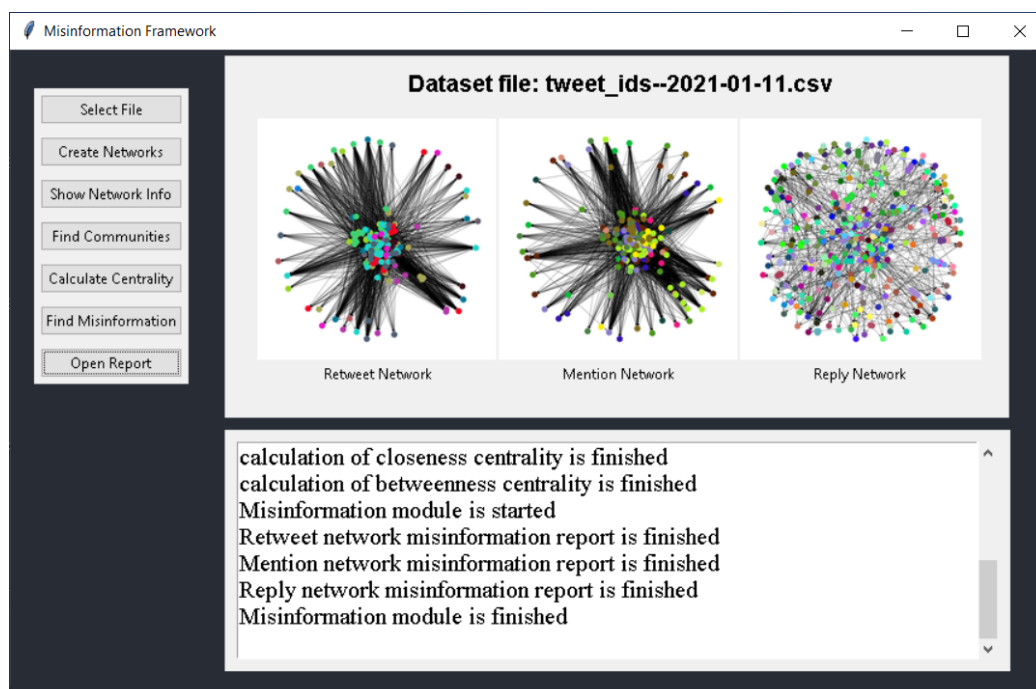 Misinformation Framework
Select File
Create Networks
Show Network Info
Find Communities
Calculate Centrality
Find Misinformation
Open Report
Dataset file: tweet_ids--2021-01-11.csv
Retweet Network
Mention Network
Reply Network
calculation of closeness centrality is finished
calculation of betweenness centrality is finished
Misinformation module is started
Retweet network misinformation report is finished
Mention network misinformation report is finished
Reply network misinformation report is finished
Misinformation module is finished